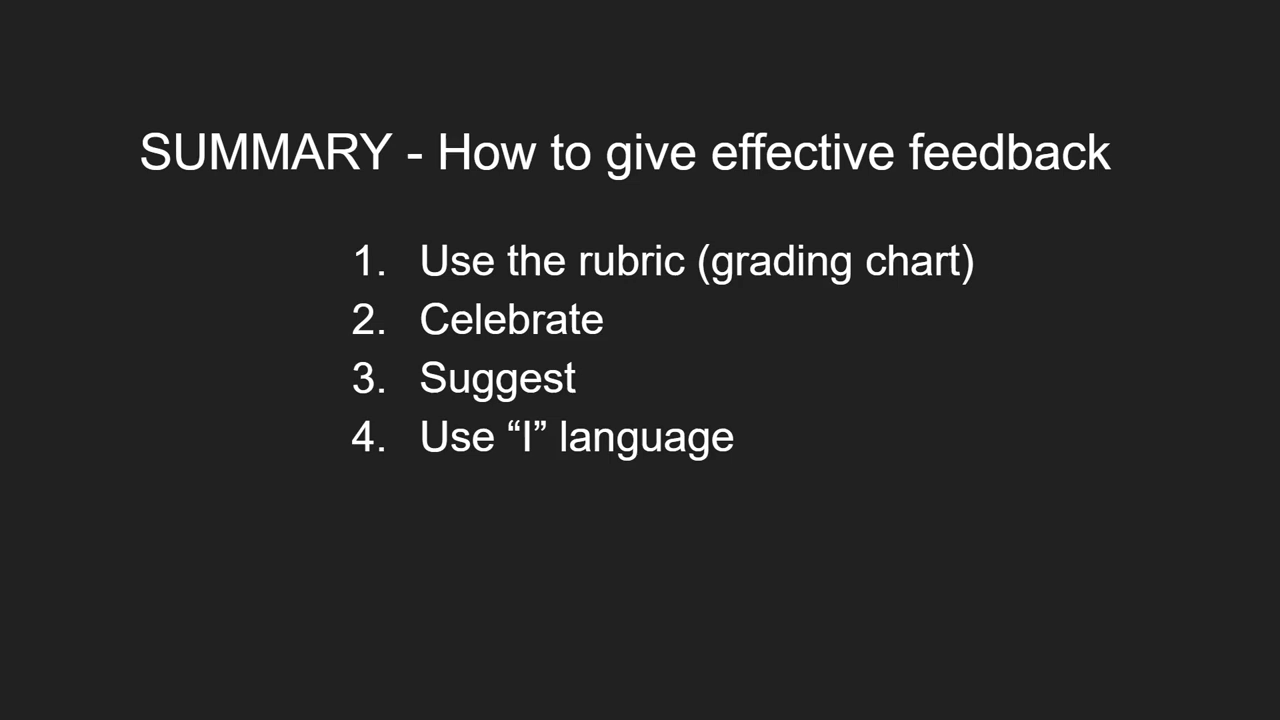 SUMMARY - How to give effective feedback
1. Use the rubric (grading chart)
2. Celebrate
3. Suggest
4. Use “I” language